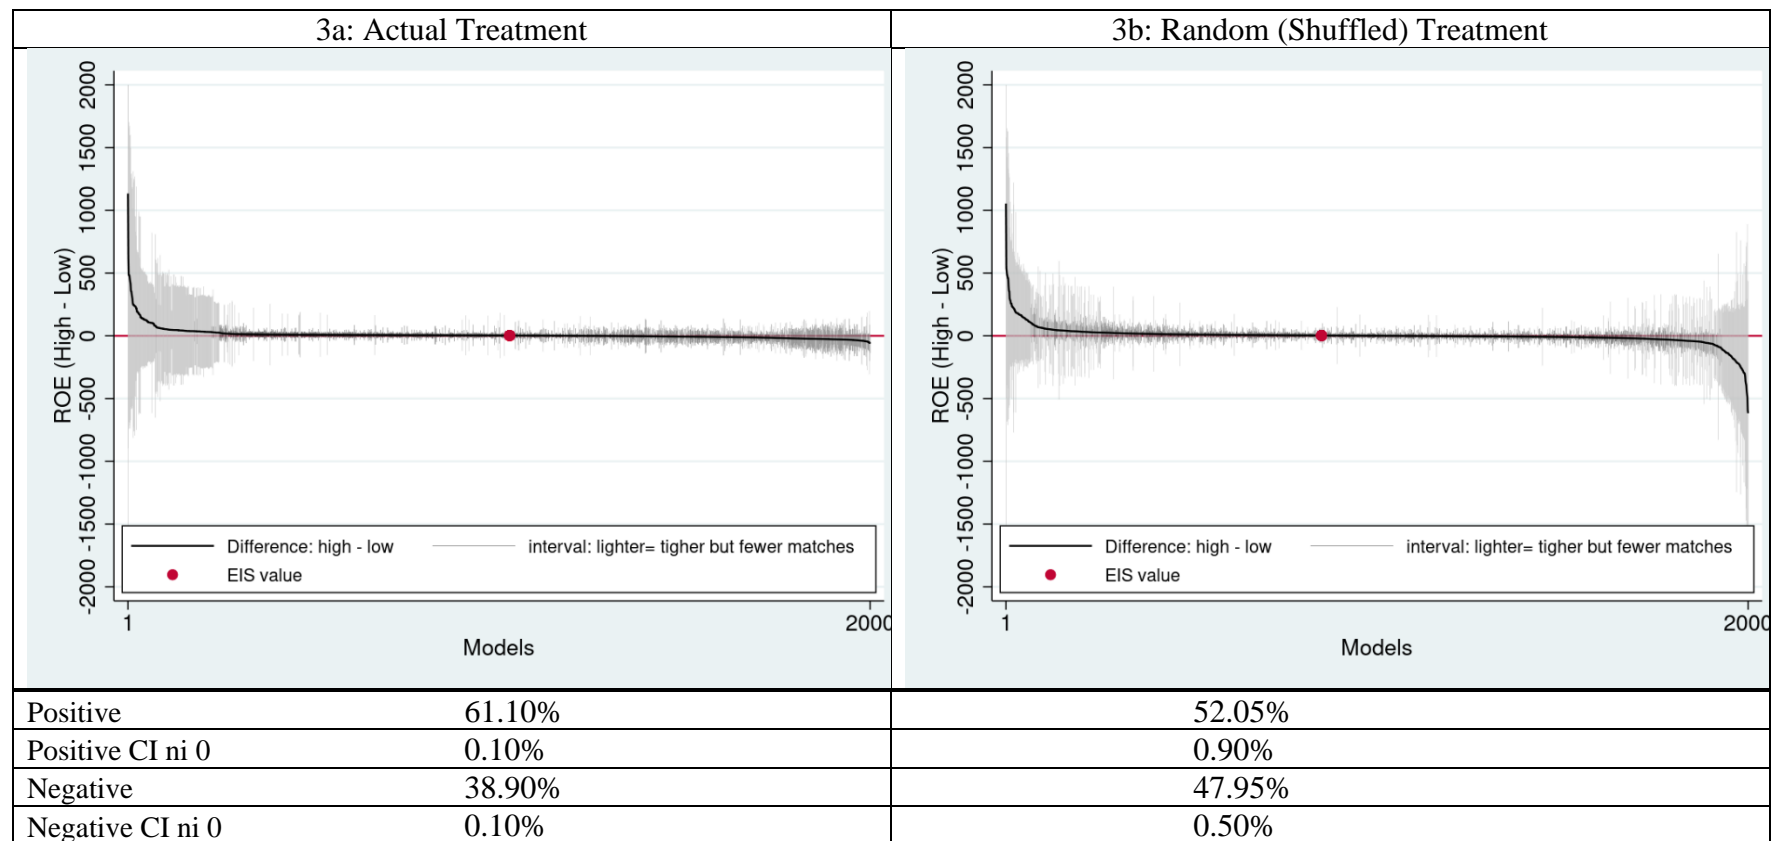 3a: Actual Treatment
3b: Random (Shuffled) Treatment
ROE (High - Low)
2000
1500
1000
500
0
-500
-1000
-1500
-2000
Difference: high - low
interval: lighter= tigher but fewer matches
EIS value
1
2000
Models
ROE (High - Low)
2000
1500
1000
500
0
-500
-1000
-1500
-2000
Difference: high - low
interval: lighter= tigher but fewer matches
EIS value
1
2000
Models
Positive 61.10% 52.05%
Positive CI ni 0 0.10% 0.90%
Negative 38.90% 47.95%
Negative CI ni 0 0.10% 0.50%